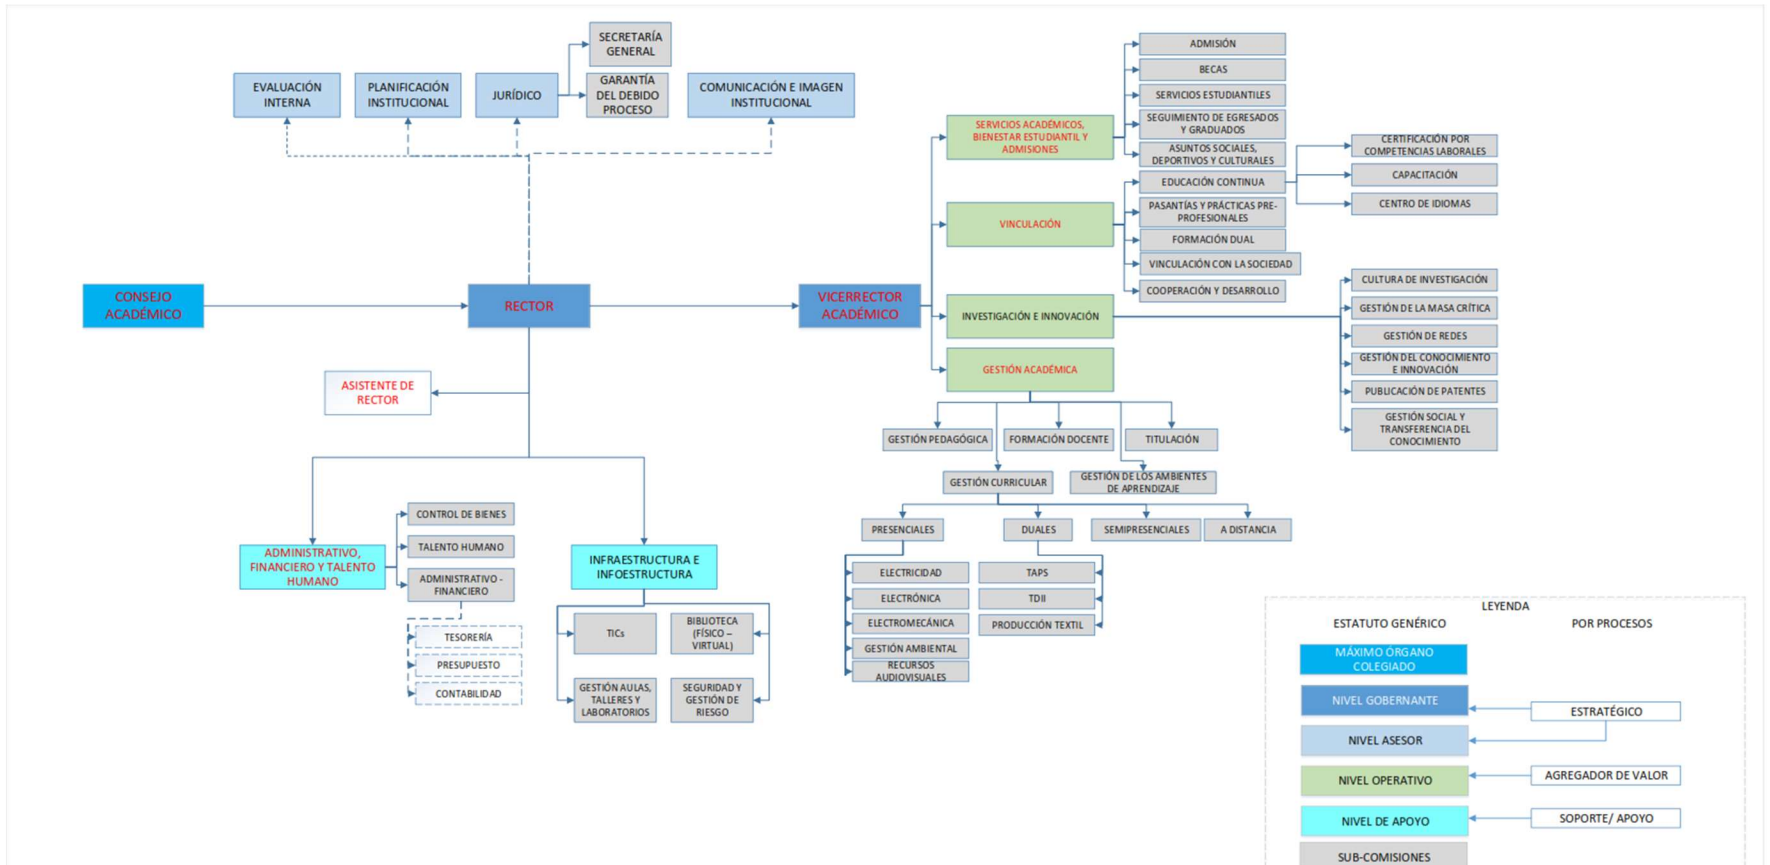 SECRETARÍA
GENERAL
EVALUACIÓN
INTERNA
PLANIFICACIÓN
INSTITUCIONAL
JURÍDICO
GARANTÍA
DEL DEBIDO
PROCESO
COMUNICACIÓN E IMAGEN
INSTITUCIONAL
CONSEJO
ACADÉMICO
RECTOR
VICERRECTOR
ACADÉMICO
ASISTENTE DE
RECTOR
SERVICIOS ACADÉMICOS,
BIENESTAR ESTUDIANTIL Y
ADMISIONES
ADMISIÓN
BECAS
SERVICIOS ESTUDIANTILES
SEGUIMIENTO DE EGRESADOS
Y GRADUADOS
ASUNTOS SOCIALES,
DEPORTIVOS Y CULTURALES
VINCULACIÓN
EDUCACIÓN CONTINUA
PASANTÍAS Y PRÁCTICAS PRE-
PROFESIONALES
FORMACIÓN DUAL
VINCULACIÓN CON LA SOCIEDAD
COOPERACIÓN Y DESARROLLO
CERTIFICACIÓN POR
COMPETENCIAS LABORALES
CAPACITACIÓN
CENTRO DE IDIOMAS
INVESTIGACIÓN E INNOVACIÓN
CULTURA DE INVESTIGACIÓN
GESTIÓN DE LA MASA CRÍTICA
GESTIÓN DE REDES
GESTIÓN DEL CONOCIMIENTO
E INNOVACIÓN
PUBLICACIÓN DE PATENTES
GESTIÓN SOCIAL Y
TRANSFERENCIA DEL
CONOCIMIENTO
GESTIÓN ACADÉMICA
GESTIÓN PEDAGÓGICA
FORMACIÓN DOCENTE
TITULACIÓN
GESTIÓN CURRICULAR
GESTIÓN DE LOS AMBIENTES
DE APRENDIZAJE
PRESENCIALES
DUALES
SEMIPRESENCIALES
A DISTANCIA
ELECTRICIDAD
ELECTRÓNICA
ELECTROMECÁNICA
GESTIÓN AMBIENTAL
RECURSOS
AUDIOVISUALES
TAPS
TDII
PRODUCCIÓN TEXTIL
ADMINISTRATIVO,
FINANCIERO Y TALENTO
HUMANO
CONTROL DE BIENES
TALENTO HUMANO
ADMINISTRATIVO -
FINANCIERO
TESORERÍA
PRESUPUESTO
CONTABILIDAD
INFRAESTRUCTURA E
INFOESTRUCTURA
TICs
BIBLIOTECA
(FÍSICO –
VIRTUAL)
GESTIÓN AULAS,
TALLERES Y
LABORATORIOS
SEGURIDAD Y
GESTIÓN DE
RIESGO
LEYENDA
ESTATUTO GENÉRICO
POR PROCESOS
MÁXIMO ÓRGANO
COLEGIADO
NIVEL GOBERNANTE
ESTRATÉGICO
NIVEL ASESOR
NIVEL OPERATIVO
AGREGADOR DE VALOR
NIVEL DE APOYO
SOPORTE/ APOYO
SUB-COMISIONES